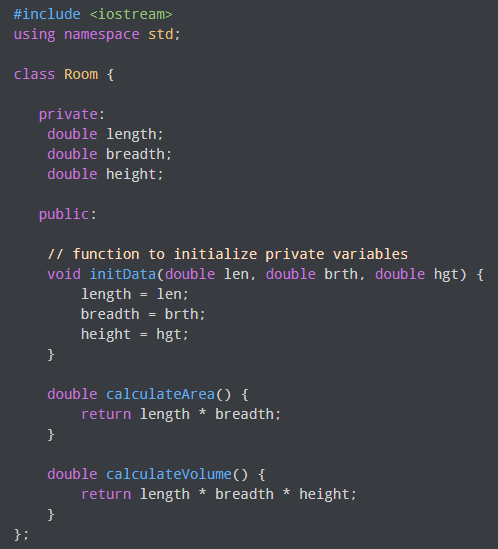 #include <iostream>
using namespace std;
class Room {
private:
double length;
double breadth;
double height;
public:
// function to initialize private variables
void initData(double len, double brth, double hgt) {
length = len;
breadth = brth;
height = hgt;
}
double calculateArea() {
return length * breadth;
}
double calculateVolume() {
return length * breadth * height;
}
};